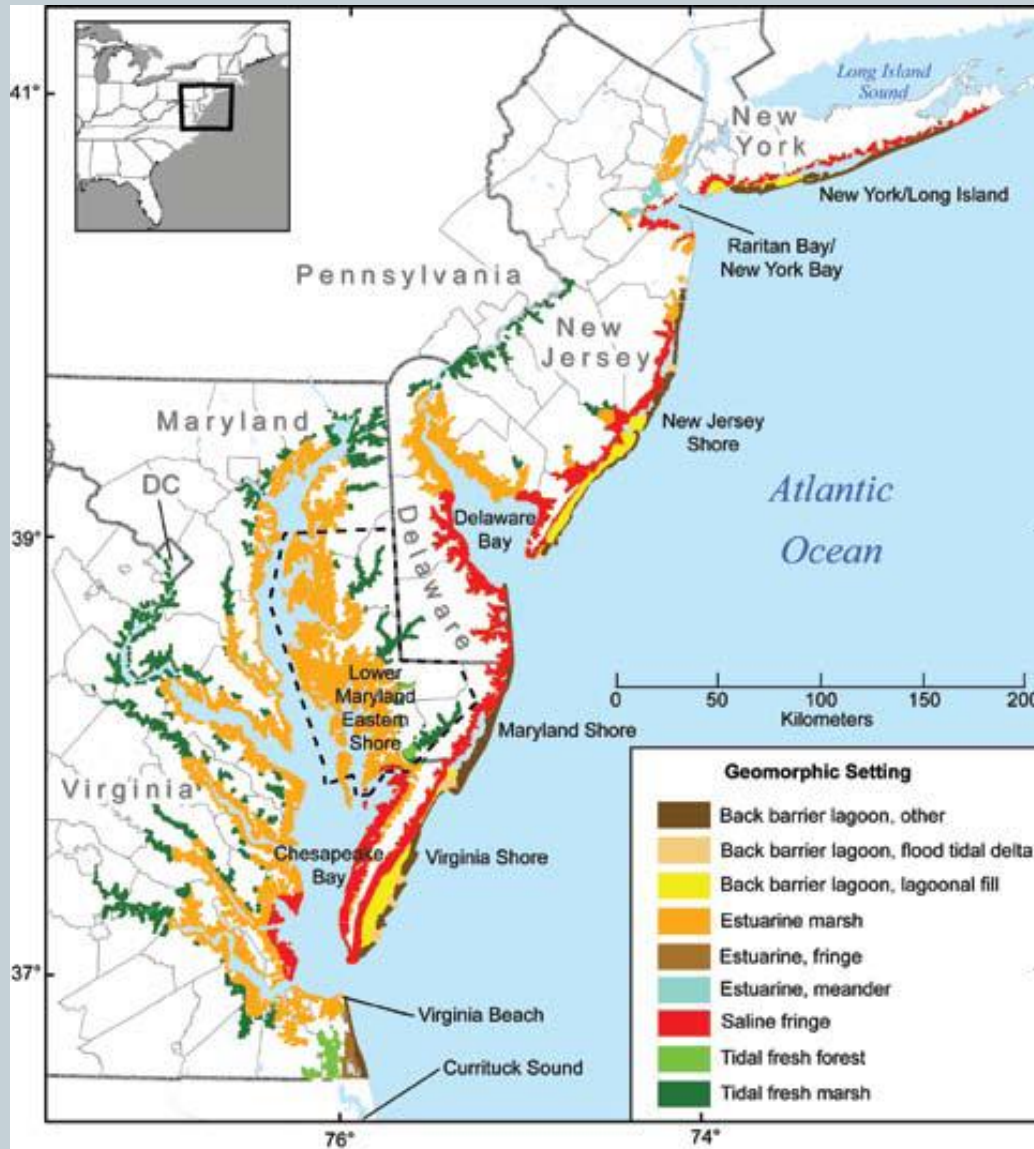 41°
Long Island
Sound
New
York
New York/Long Island
Raritan Bay/
New York Bay
Pennsylvania
New
Jersey
Maryland
New Jersey
Shore
DC
Atlantic
Ocean
39°
Delaware
Bay
Delaware
Lower
Maryland
Eastern
Shore
0 50 100 150 200
Kilometers
Maryland Shore
Virginia
Chesapeake
Bay
Virginia Shore
37°
Virginia Beach
Currituck Sound
76°
74°
Geomorphic Setting
Back barrier lagoon, other
Back barrier lagoon, flood tidal delta
Back barrier lagoon, lagoonal fill
Estuarine marsh
Estuarine, fringe
Estuarine, meander
Saline fringe
Tidal fresh forest
Tidal fresh marsh